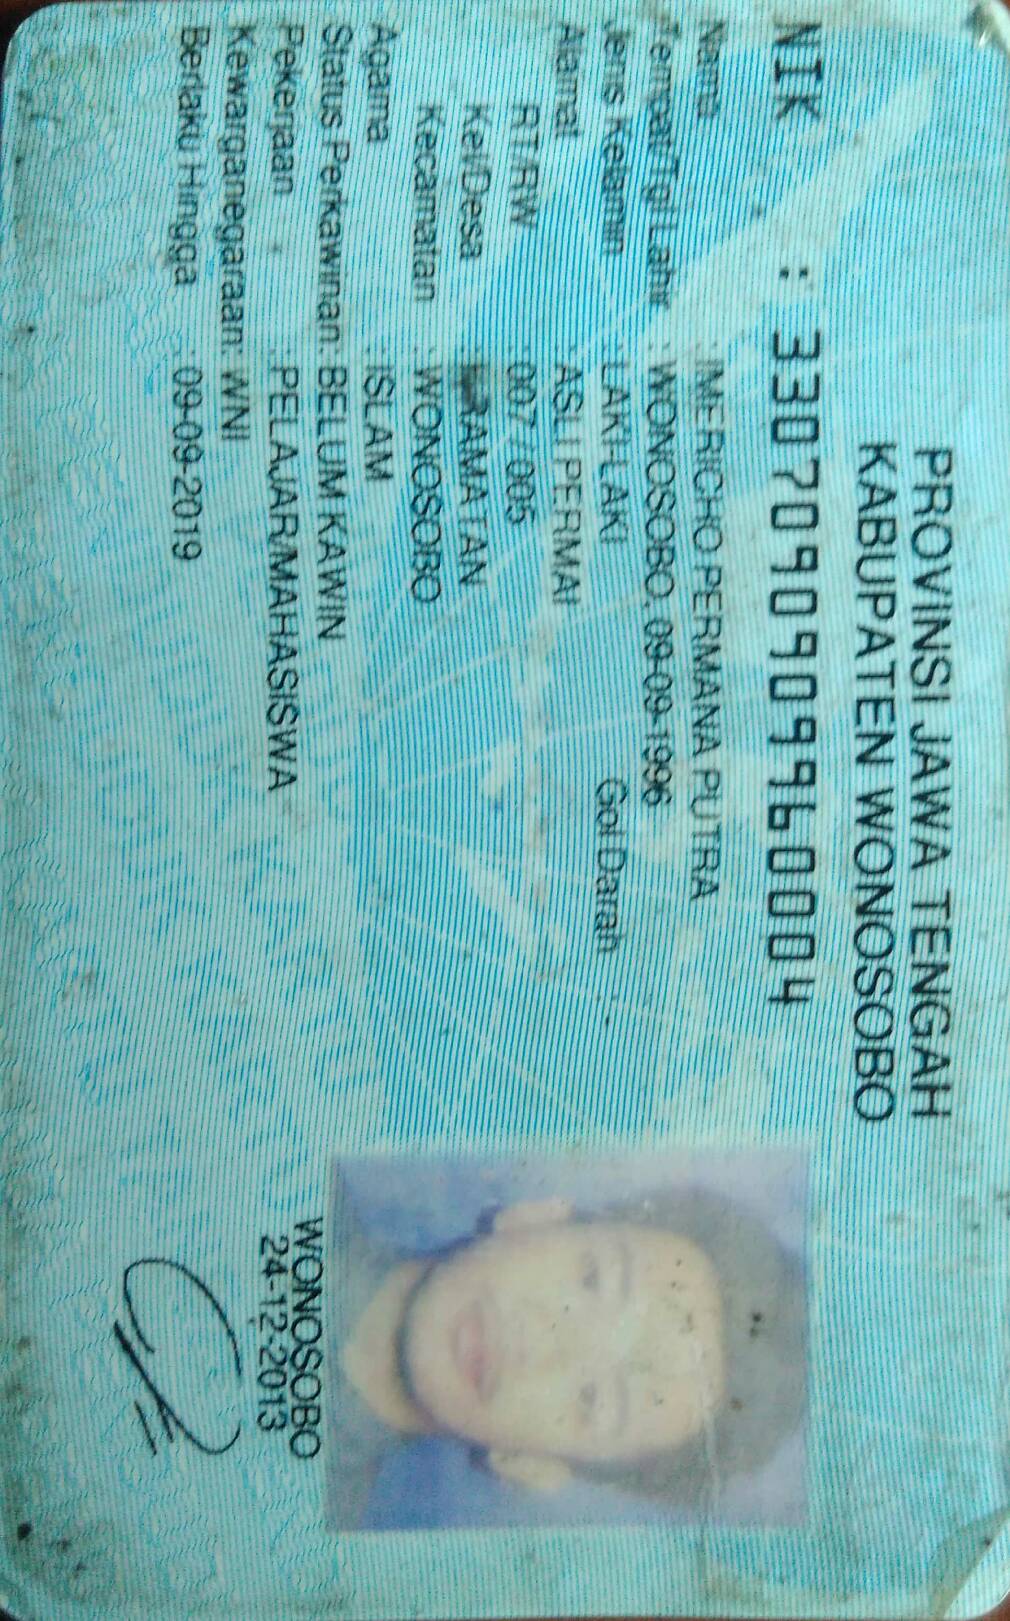 PROVINSI JAWA TENGAH
KABUPATEN WONOSOBO
NIK : 3307090909960004
Nama : MERICHO PERMANA PUTRA
Tempat/Tgl Lahir : WONOSOBO, 09-09-1996
Jenis Kelamin : LAKI-LAKI Gol Darah :
Alamat : ASLI PERMAI
RT/RW : 007/005
Kel/Desa : KRAMATAN
Kecamatan : WONOSOBO
Agama : ISLAM
Status Perkawinan: BELUM KAWIN
Pekerjaan : PELAJAR/MAHASISWA
Kewarganegaraan: WNI
Berlaku Hingga : 09-09-2019
WONOSOBO
24-12-2013